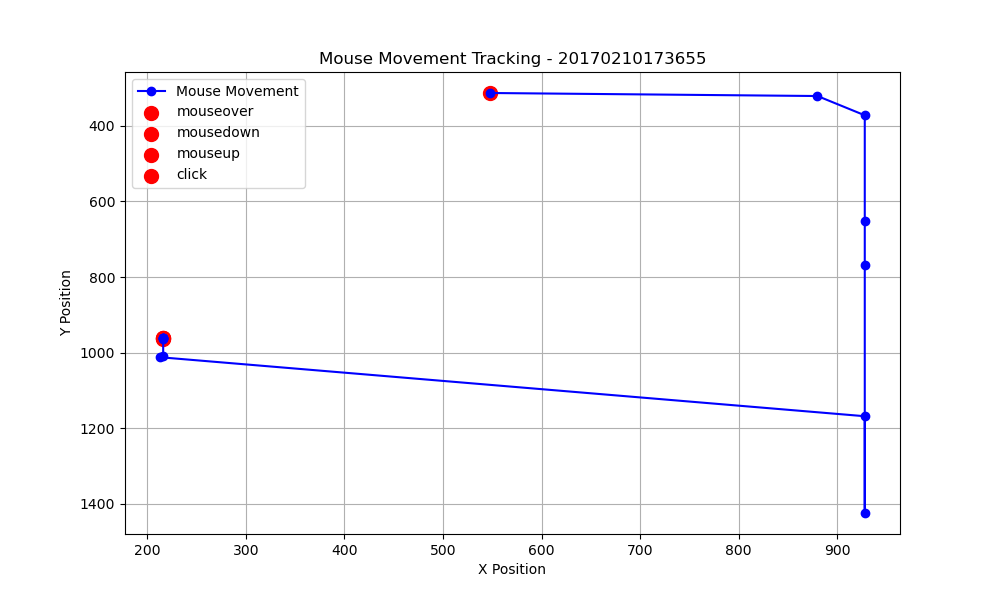 Mouse Movement Tracking - 20170210173655
Mouse Movement
mouseover
mousedown
mouseup
click
400
600
800
1000
1200
1400
Y Position
200 300 400 500 600 700 800 900
X Position